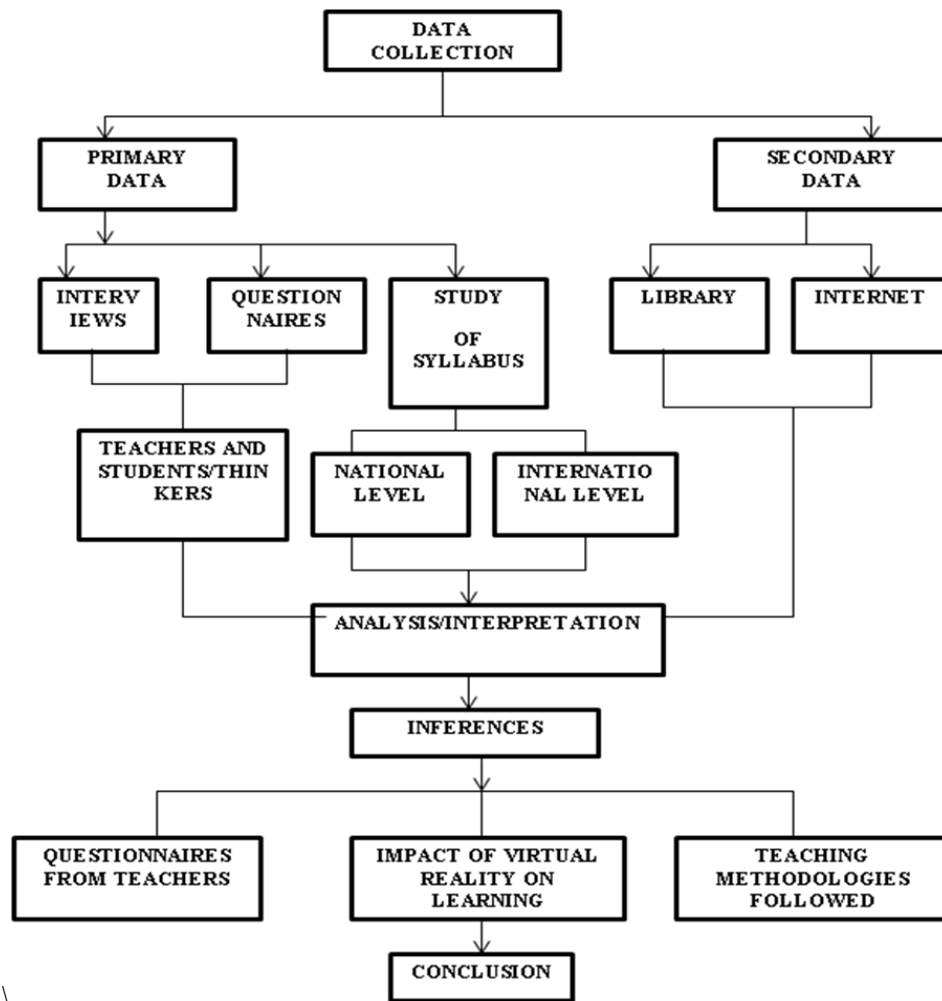 DATA
COLLECTION
PRIMARY
DATA
SECONDARY
DATA
INTERV
IEWS
QUESTION
NAIRES
STUDY
OF
SYLLABUS
LIBRARY
INTERNET
TEACHERS AND
STUDENTS/THIN
KERS
NATIONAL
LEVEL
INTERNATIO
NAL LEVEL
ANALYSIS/INTERPRETATION
INFERENCES
QUESTIONNAIRES
FROM TEACHERS
IMPACT OF VIRTUAL
REALITY ON
LEARNING
TEACHING
METHODOLOGIES
FOLLOWED
CONCLUSION
\